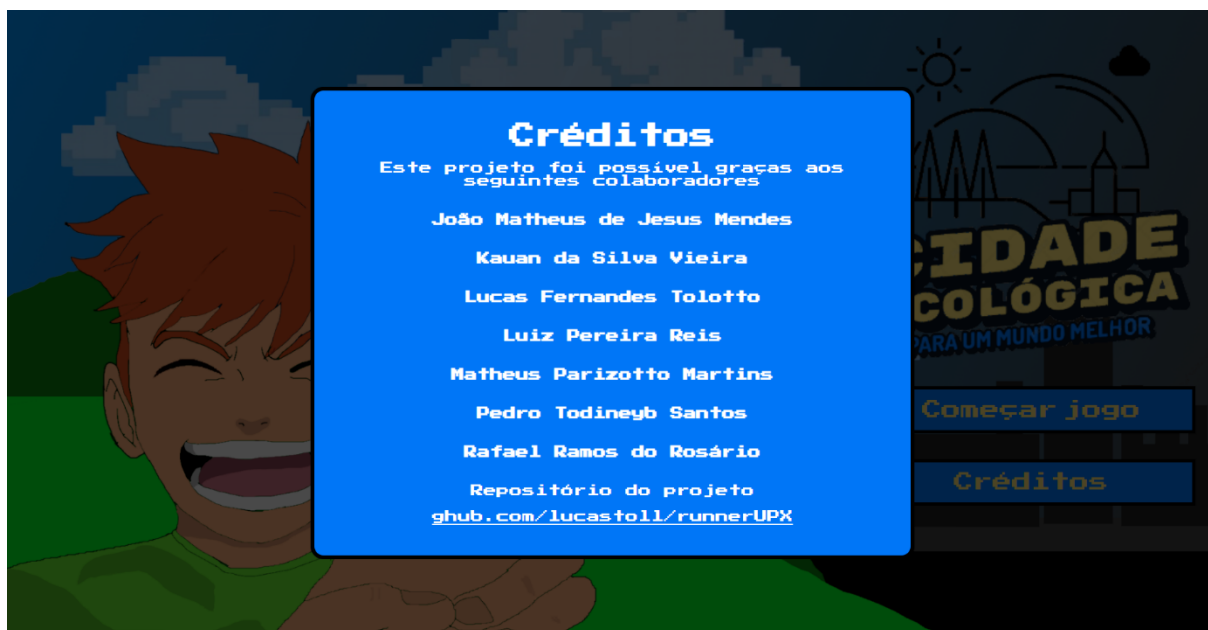 Créditos
Este projeto foi possível graças aos
seguintes colaboradores
João Matheus de Jesus Mendes
Kauan da Silva Vieira
Lucas Fernandes Tolotto
Luiz Pereira Reis
Matheus Parizotto Martins
Pedro Todineyb Santos
Rafael Ramos do Rosário
Repositório do projeto
ghub.com/lucastoll/runnerUPX
CIDADE
COLÓGICA
PARA UM MUNDO MELHOR
Começar jogo
Créditos